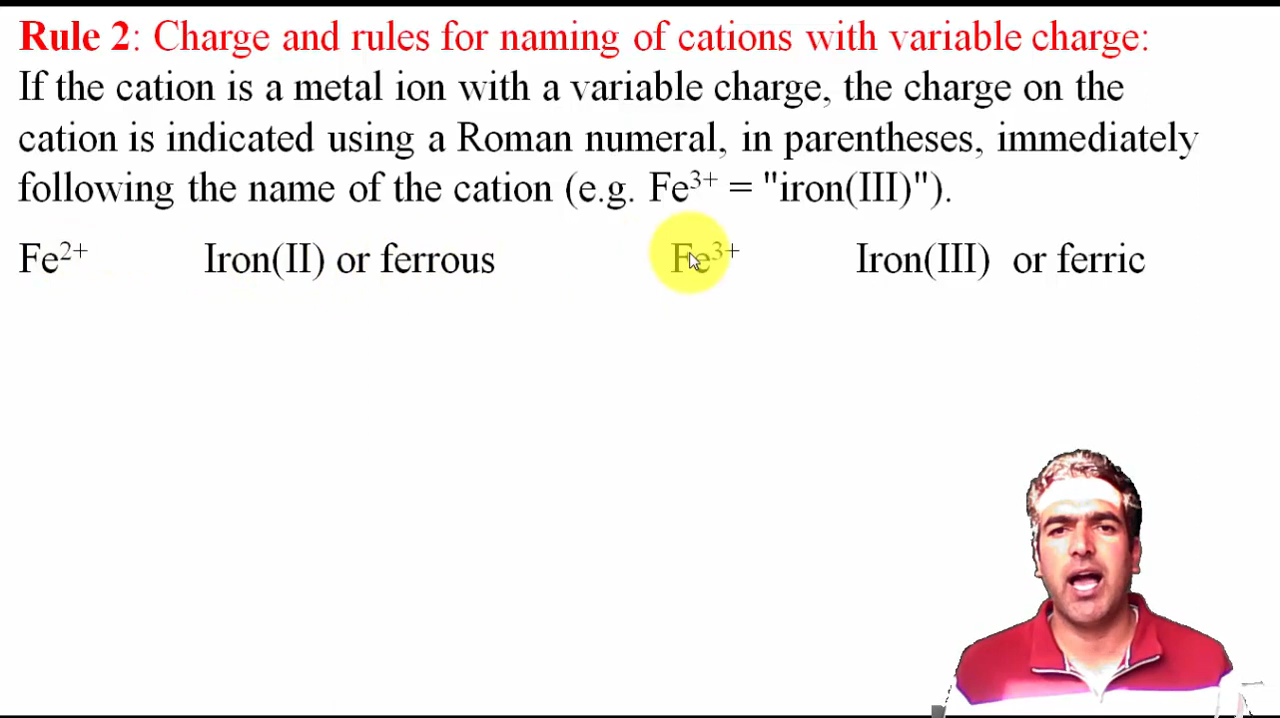 Rule 2: Charge and rules for naming of cations with variable charge:
If the cation is a metal ion with a variable charge, the charge on the
cation is indicated using a Roman numeral, in parentheses, immediately
following the name of the cation (e.g. Fe³⁺ = "iron(III)").
Fe²⁺ Iron(II) or ferrous Fe³⁺ Iron(III) or ferric